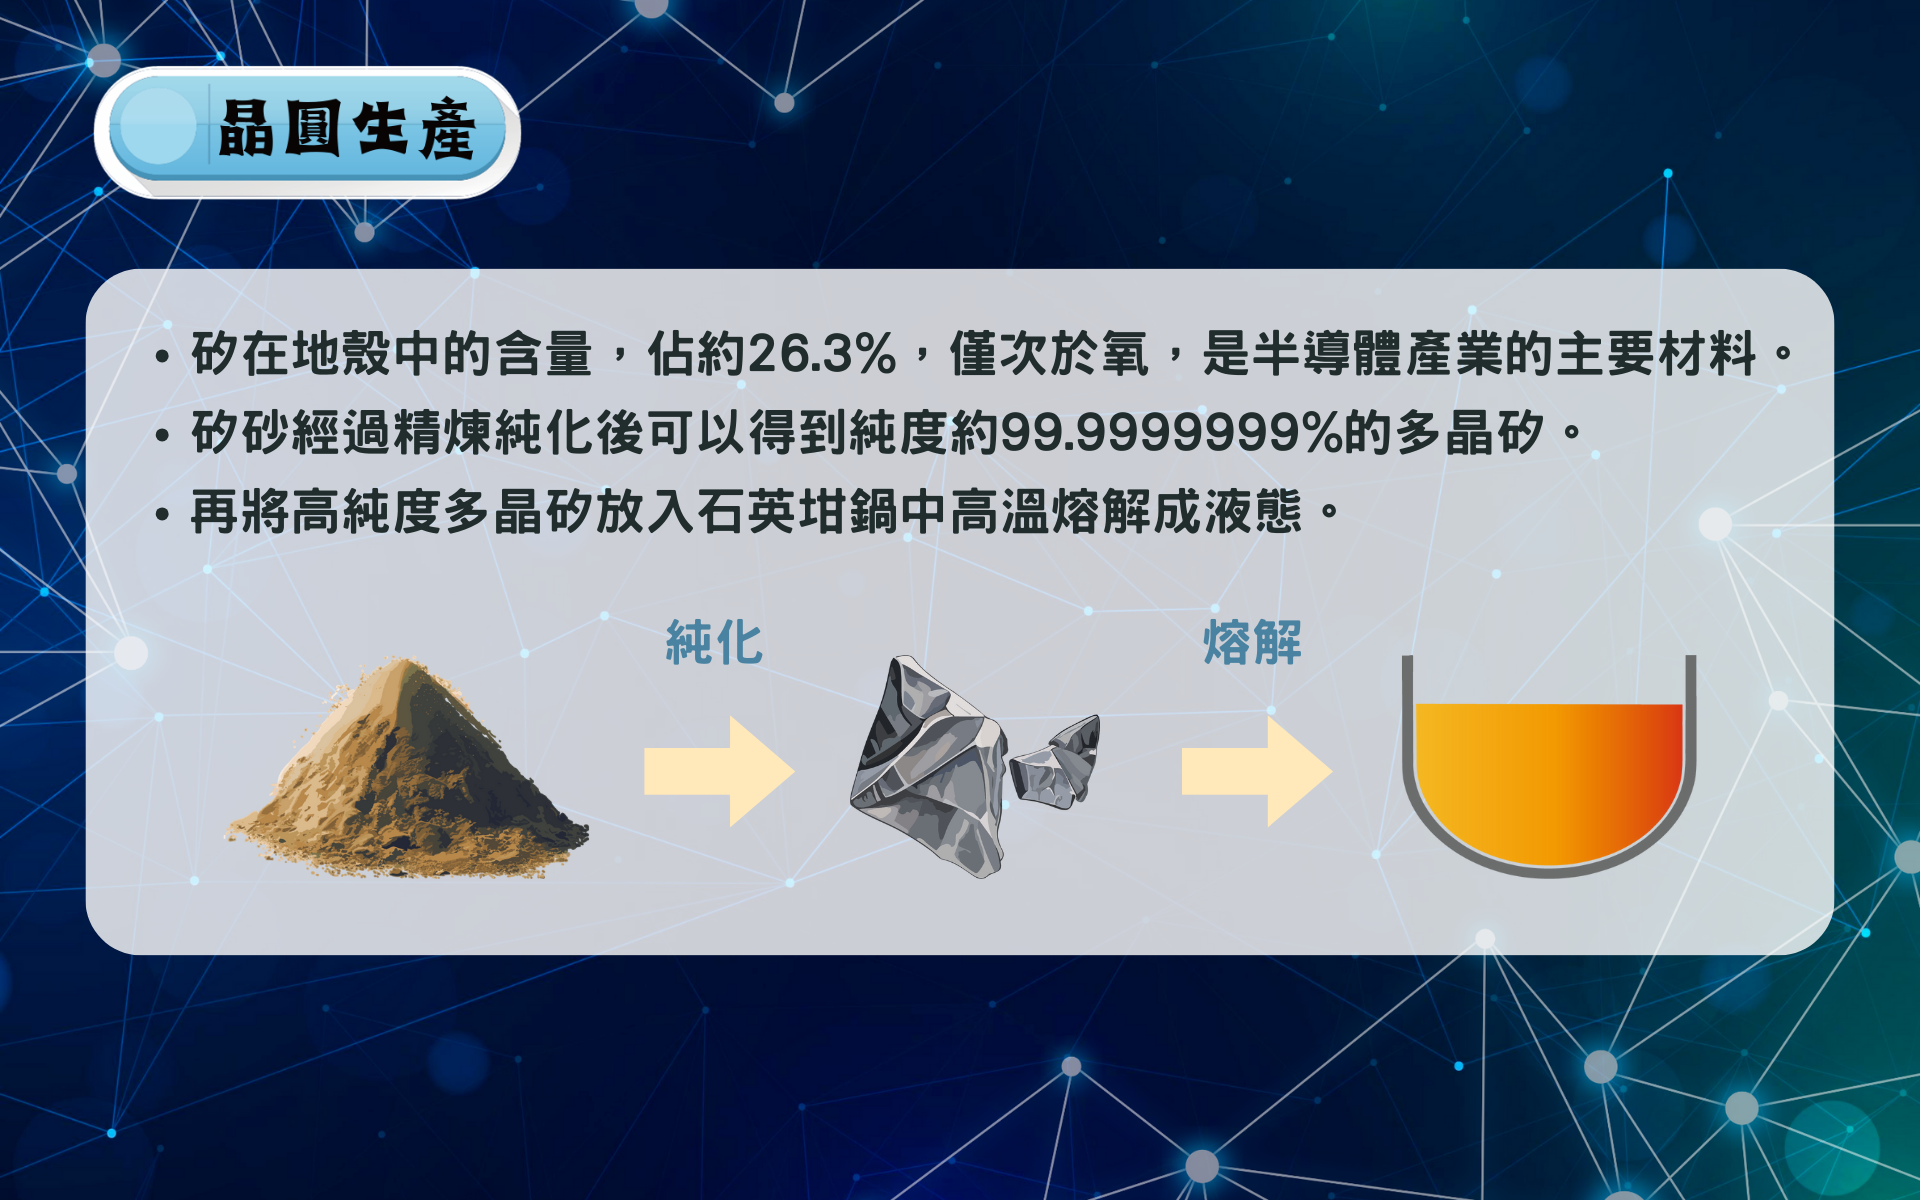 晶圓生產
• 矽在地殼中的含量，佔約26.3%，僅次於氧，是半導體產業的主要材料。
• 矽砂經過精煉純化後可以得到純度約99.9999999%的多晶矽。
• 再將高純度多晶矽放入石英坩鍋中高溫熔解成液態。
純化
熔解